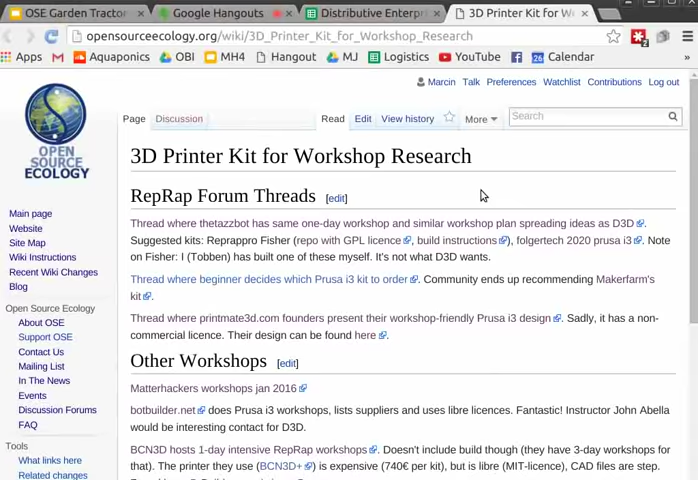 OSE Garden Tractor
Google Hangouts
Distributive Enterpri
3D Printer Kit for W
opensourceecology.org/wiki/3D_Printer_Kit_for_Workshop_Research
Apps
Aquaponics
OBI
MH4
Hangout
MJ
Logistics
YouTube
Calendar
Marcin Talk Preferences Watchlist Contributions Log out
Page Discussion Read Edit View history More Search
OPEN
SOURCE
ECOLOGY
3D Printer Kit for Workshop Research
RepRap Forum Threads [edit]
Thread where thetazzbot has same one-day workshop and similar workshop plan spreading ideas as D3D.
Suggested kits: Reprappro Fisher (repo with GPL licence, build instructions), folgertech 2020 prusa i3. Note
on Fisher: I (Tobben) has built one of these myself. It's not what D3D wants.
Thread where beginner decides which Prusa i3 kit to order. Community ends up recommending Makerfarm's
kit.
Thread where printmate3d.com founders present their workshop-friendly Prusa i3 design. Sadly, it has a non-
commercial licence. Their design can be found here.
Other Workshops [edit]
Matterhackers workshops jan 2016
botbuilder.net does Prusa i3 workshops, lists suppliers and uses libre licences. Fantastic! Instructor John Abella
would be interesting contact for D3D.
BCN3D hosts 1-day intensive RepRap workshops. Doesn't include build though (they have 3-day workshops for
that). The printer they use (BCN3D+) is expensive (740€ per kit), but is libre (MIT-licence), CAD files are step.
Main page
Website
Site Map
Wiki Instructions
Recent Wiki Changes
Blog
Open Source Ecology
About OSE
Support OSE
Contact Us
Mailing List
In The News
Events
Discussion Forums
FAQ
Tools
What links here
Related changes